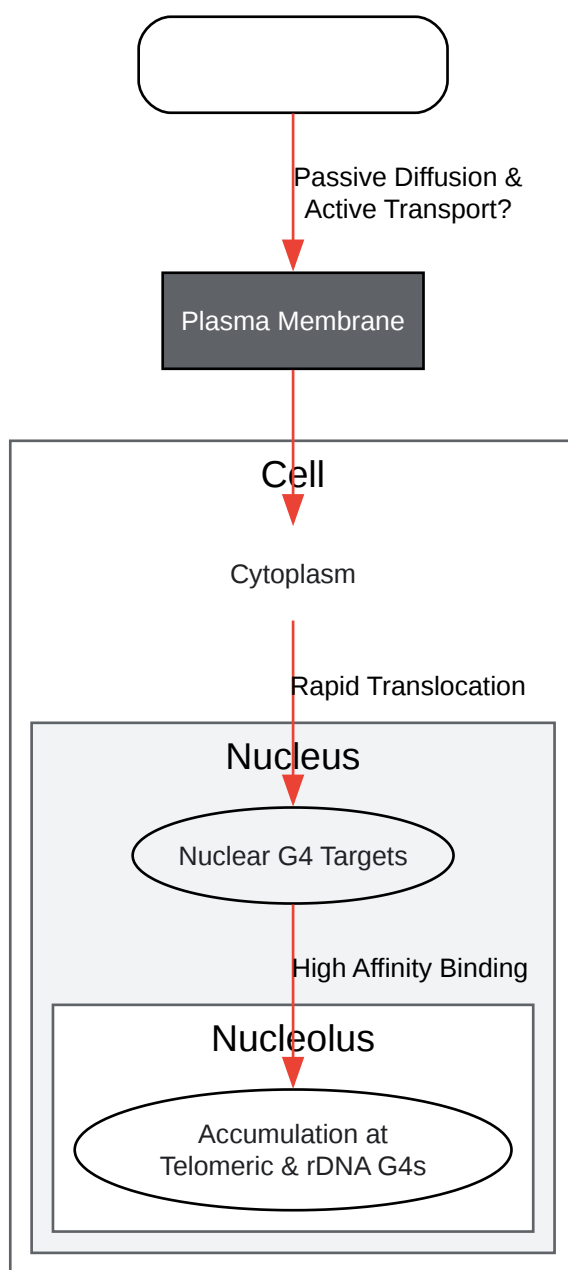 Passive Diffusion &
Active Transport?
Plasma Membrane
Cell
Cytoplasm
Rapid Translocation
Nucleus
Nuclear G4 Targets
High Affinity Binding
Nucleolus
Accumulation at
Telomeric & rDNA G4s